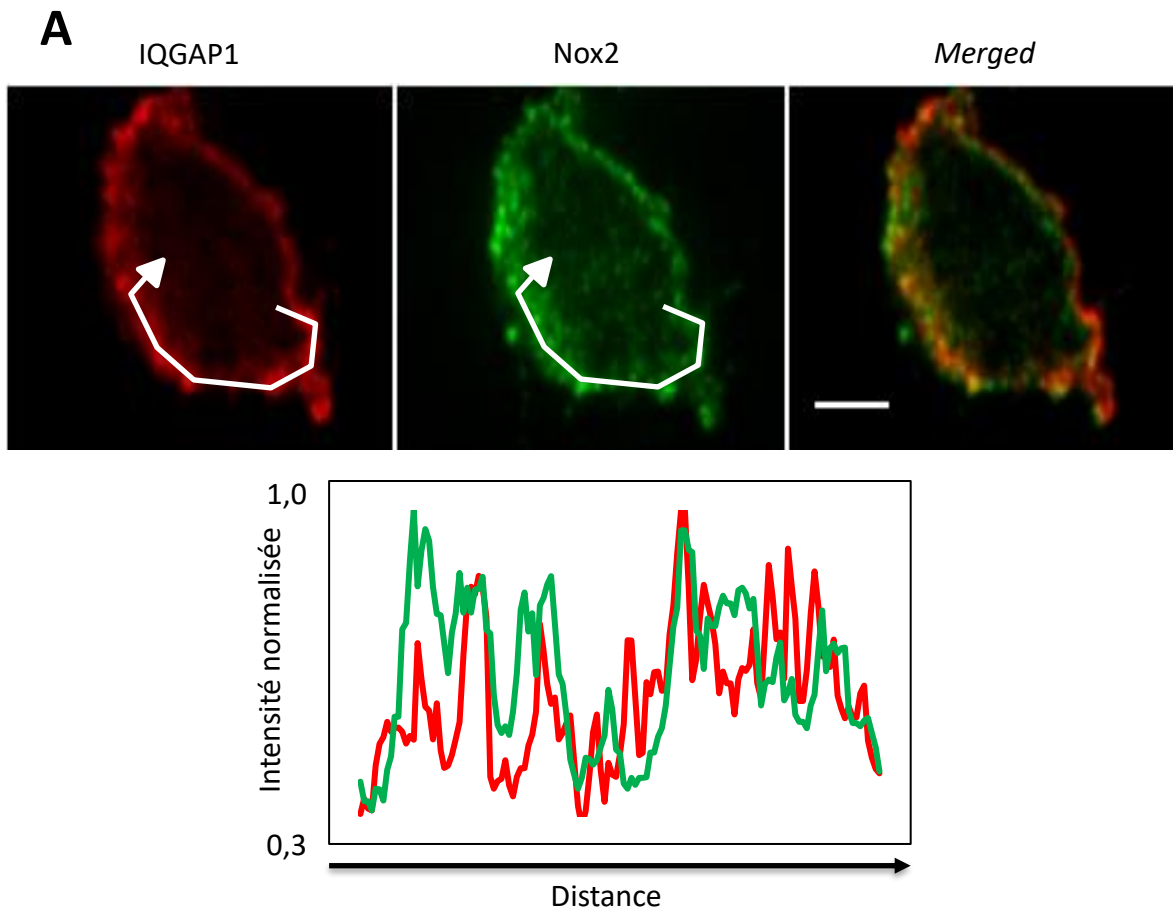 A
IQGAP1
Nox2
Merged
1,0
Intensité normalisée
0,3
Distance